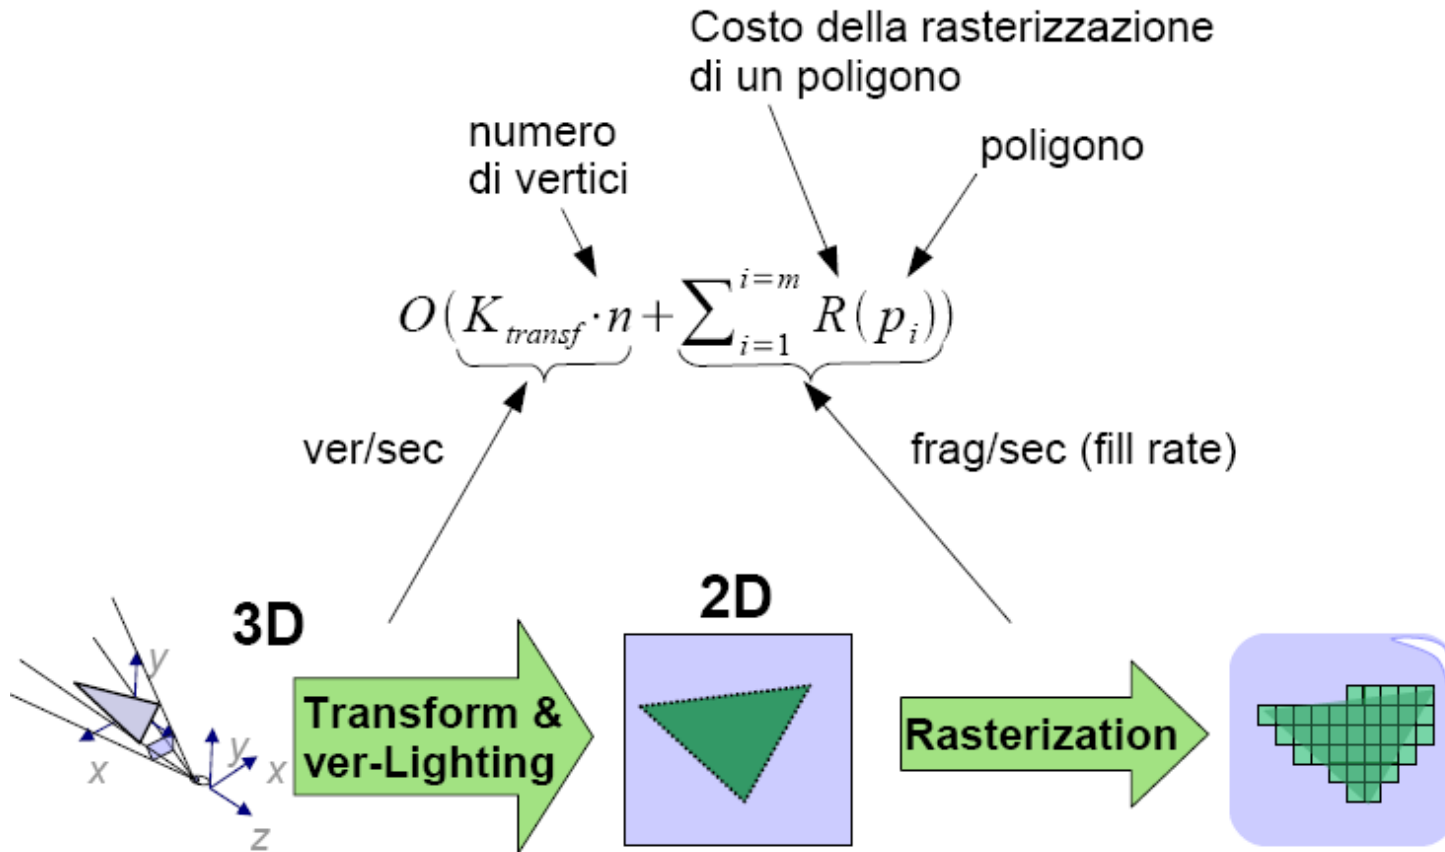 Costo della rasterizzazione
di un poligono
numero
di vertici
poligono
O(K_transf · n + ∑_{i=1}^{i=m} R(p_i))
ver/sec
frag/sec (fill rate)
3D
2D
y
x
y
x
z
Transform &
ver-Lighting
Rasterization